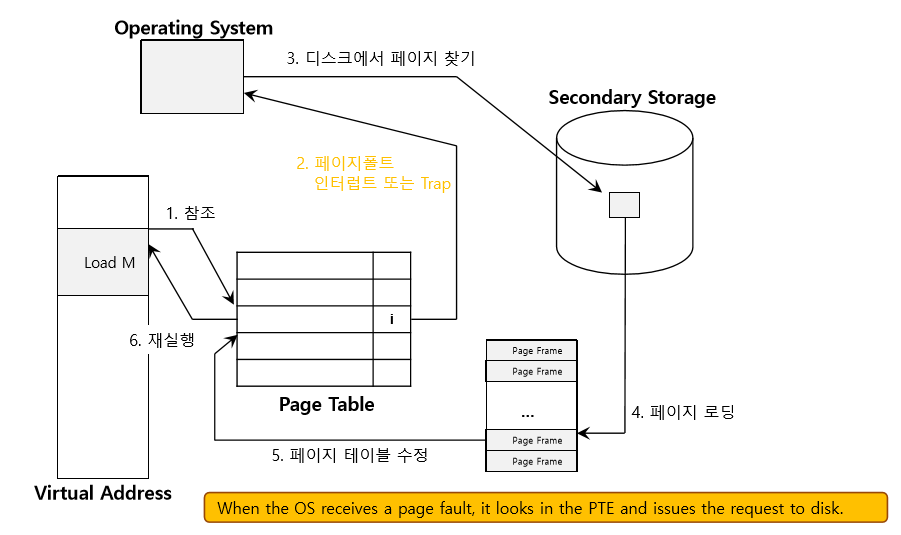 Operating System
3. 디스크에서 페이지 찾기
Secondary Storage
2. 페이지폴트
인터럽트 또는 Trap
1. 참조
Load M
i
6. 재실행
Page Table
Page Frame
Page Frame
...
Page Frame
Page Frame
4. 페이지 로딩
5. 페이지 테이블 수정
Virtual Address
When the OS receives a page fault, it looks in the PTE and issues the request to disk.